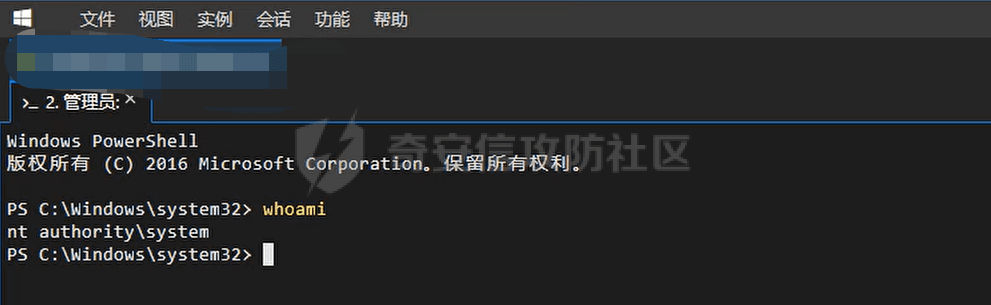 文件 视图 实例 会话 功能 帮助
>_ 2. 管理员: ×
Windows PowerShell
版权所有 (C) 2016 Microsoft Corporation。保留所有权利。
奇安信攻防社区
PS C:\Windows\system32> whoami
nt authority\system
PS C:\Windows\system32>